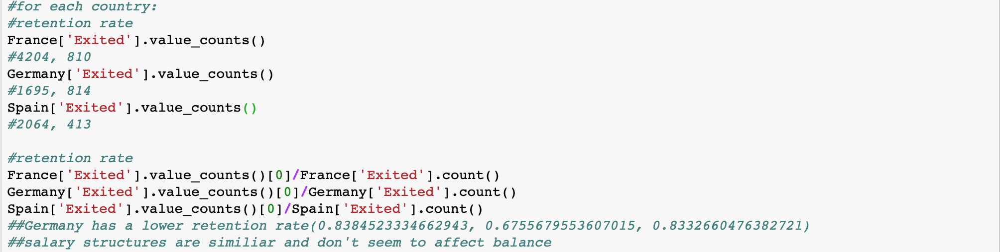 #for each country:
#retention rate
France['Exited'].value_counts()
#4204, 810
Germany['Exited'].value_counts()
#1695, 814
Spain['Exited'].value_counts()
#2064, 413
#retention rate
France['Exited'].value_counts()[0]/France['Exited'].count()
Germany['Exited'].value_counts()[0]/Germany['Exited'].count()
Spain['Exited'].value_counts()[0]/Spain['Exited'].count()
##Germany has a lower retention rate(0.8384523334662943, 0.6755679553607015, 0.8332660476382721)
##salary structures are similiar and don't seem to affect balance